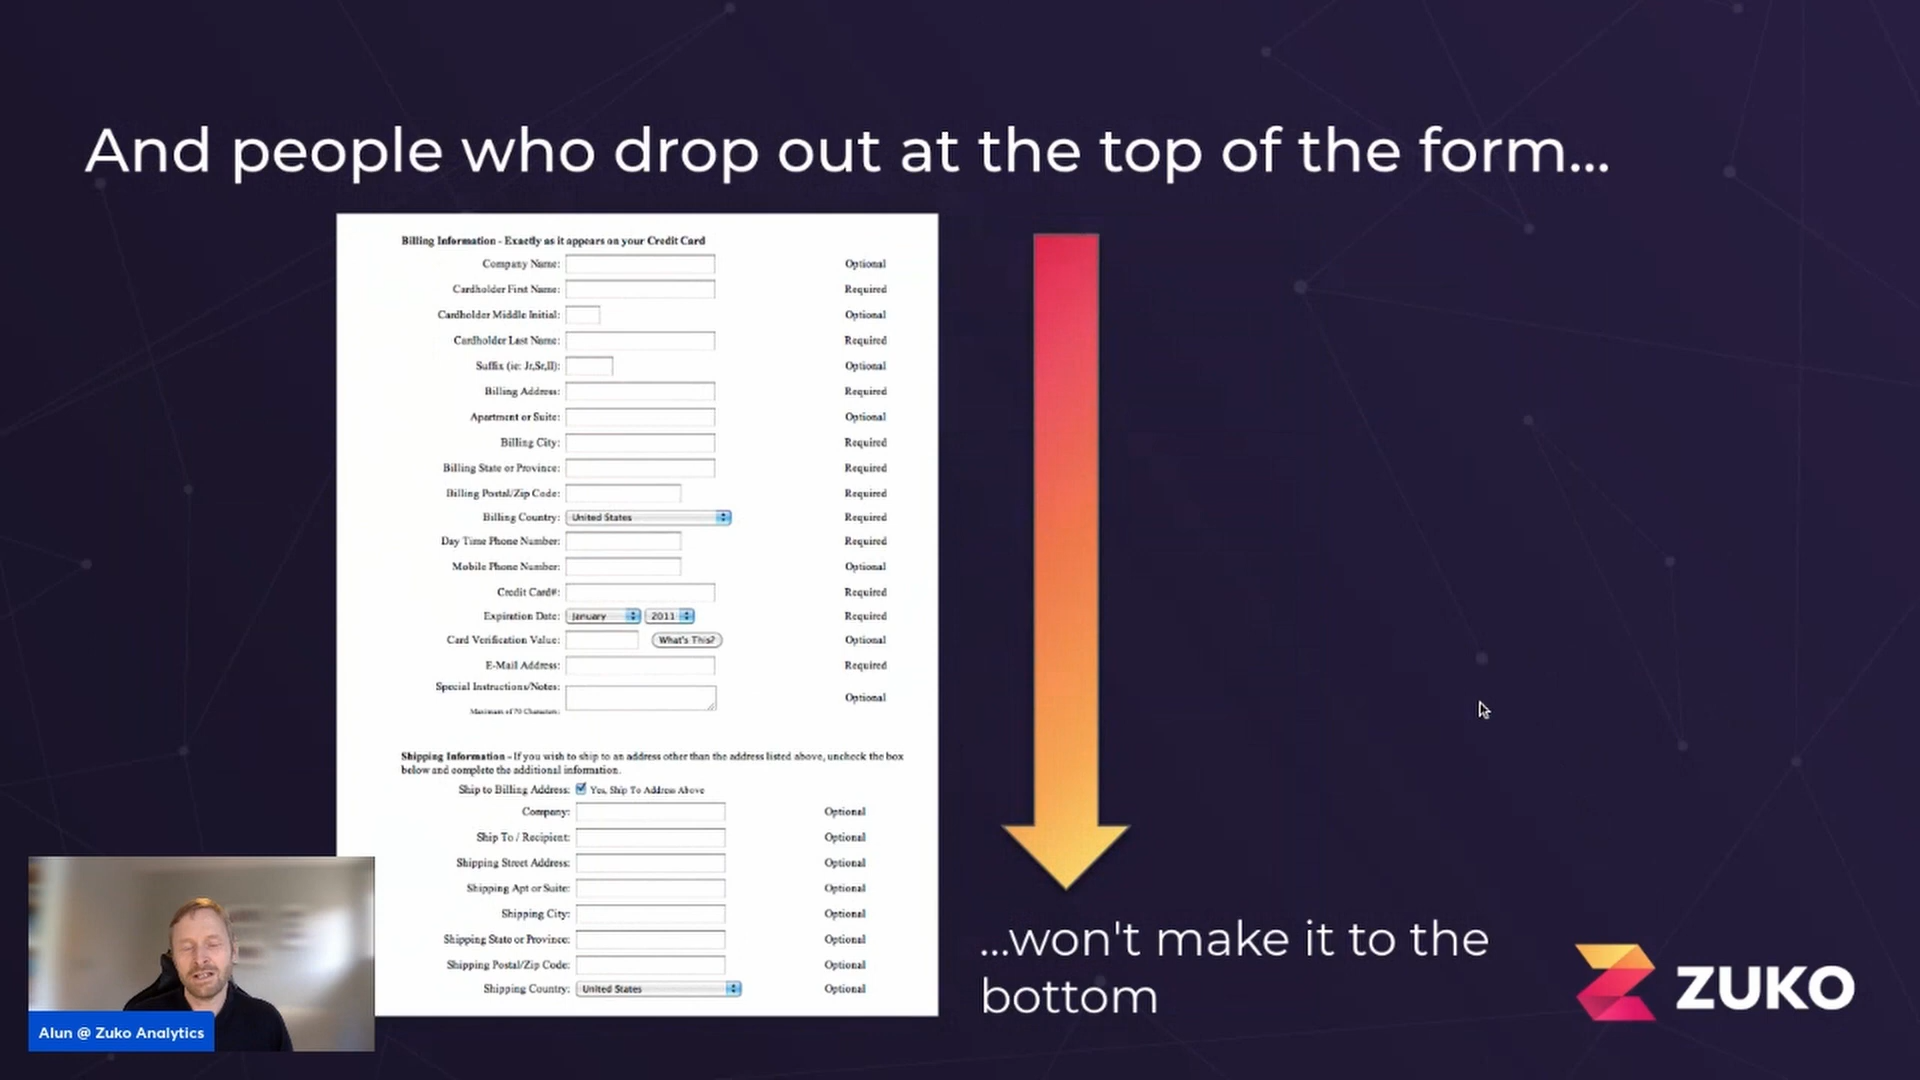 And people who drop out at the top of the form...
Billing Information - Exactly as it appears on your Credit Card
Company Name: Optional
Cardholder First Name: Required
Cardholder Middle Initial: Optional
Cardholder Last Name: Required
Suffix (ie: Jr,Sr,II): Optional
Billing Address: Required
Apartment or Suite: Optional
Billing City: Required
Billing State or Province: Required
Billing Postal/Zip Code: Required
Billing Country: United States Required
Day Time Phone Number: Required
Mobile Phone Number: Optional
Credit Card#: Required
Expiration Date: January 2011 Required
Card Verification Value: What's This? Optional
E-Mail Address: Required
Special Instructions/Notes: Optional
Maximum of 70 Characters:
Shipping Information - If you wish to ship to an address other than the address listed above, uncheck the box
below and complete the additional information.
Ship to Billing Address: Yes, Ship To Address Above
Company: Optional
Ship To / Recipient: Optional
Shipping Street Address: Optional
Shipping Apt or Suite: Optional
Shipping City: Optional
Shipping State or Province: Optional
Shipping Postal/Zip Code: Optional
Shipping Country: United States Optional
...won't make it to the
bottom
ZUKO
Alun @ Zuko Analytics